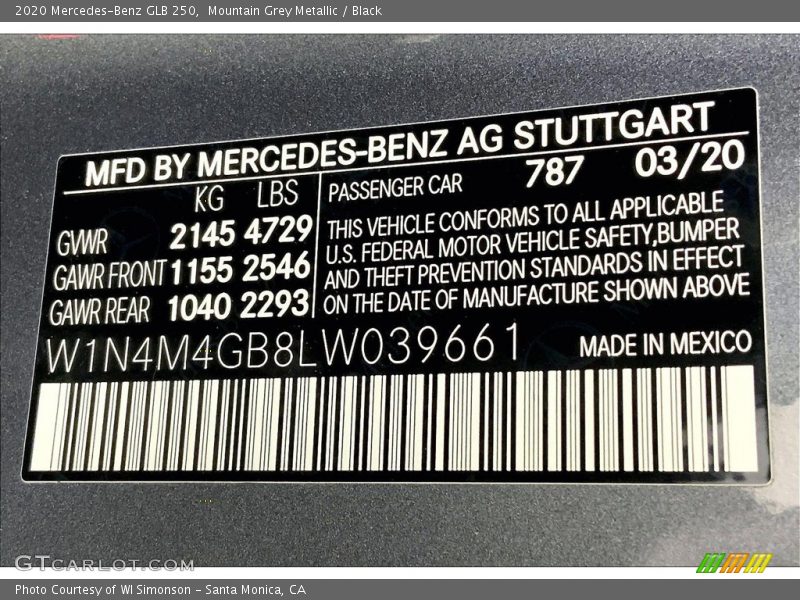 2020 Mercedes-Benz GLB 250,  Mountain Grey Metallic / Black
MFD BY MERCEDES-BENZ AG STUTTGART
KG LBS PASSENGER CAR 787 03/20
GVWR 2145 4729
GAWR FRONT 1155 2546
GAWR REAR 1040 2293
THIS VEHICLE CONFORMS TO ALL APPLICABLE
U.S. FEDERAL MOTOR VEHICLE SAFETY,BUMPER
AND THEFT PREVENTION STANDARDS IN EFFECT
ON THE DATE OF MANUFACTURE SHOWN ABOVE
W1N4M4GB8LW039661 MADE IN MEXICO
GTCARLOT.COM
Photo Courtesy of WI Simonson - Santa Monica, CA